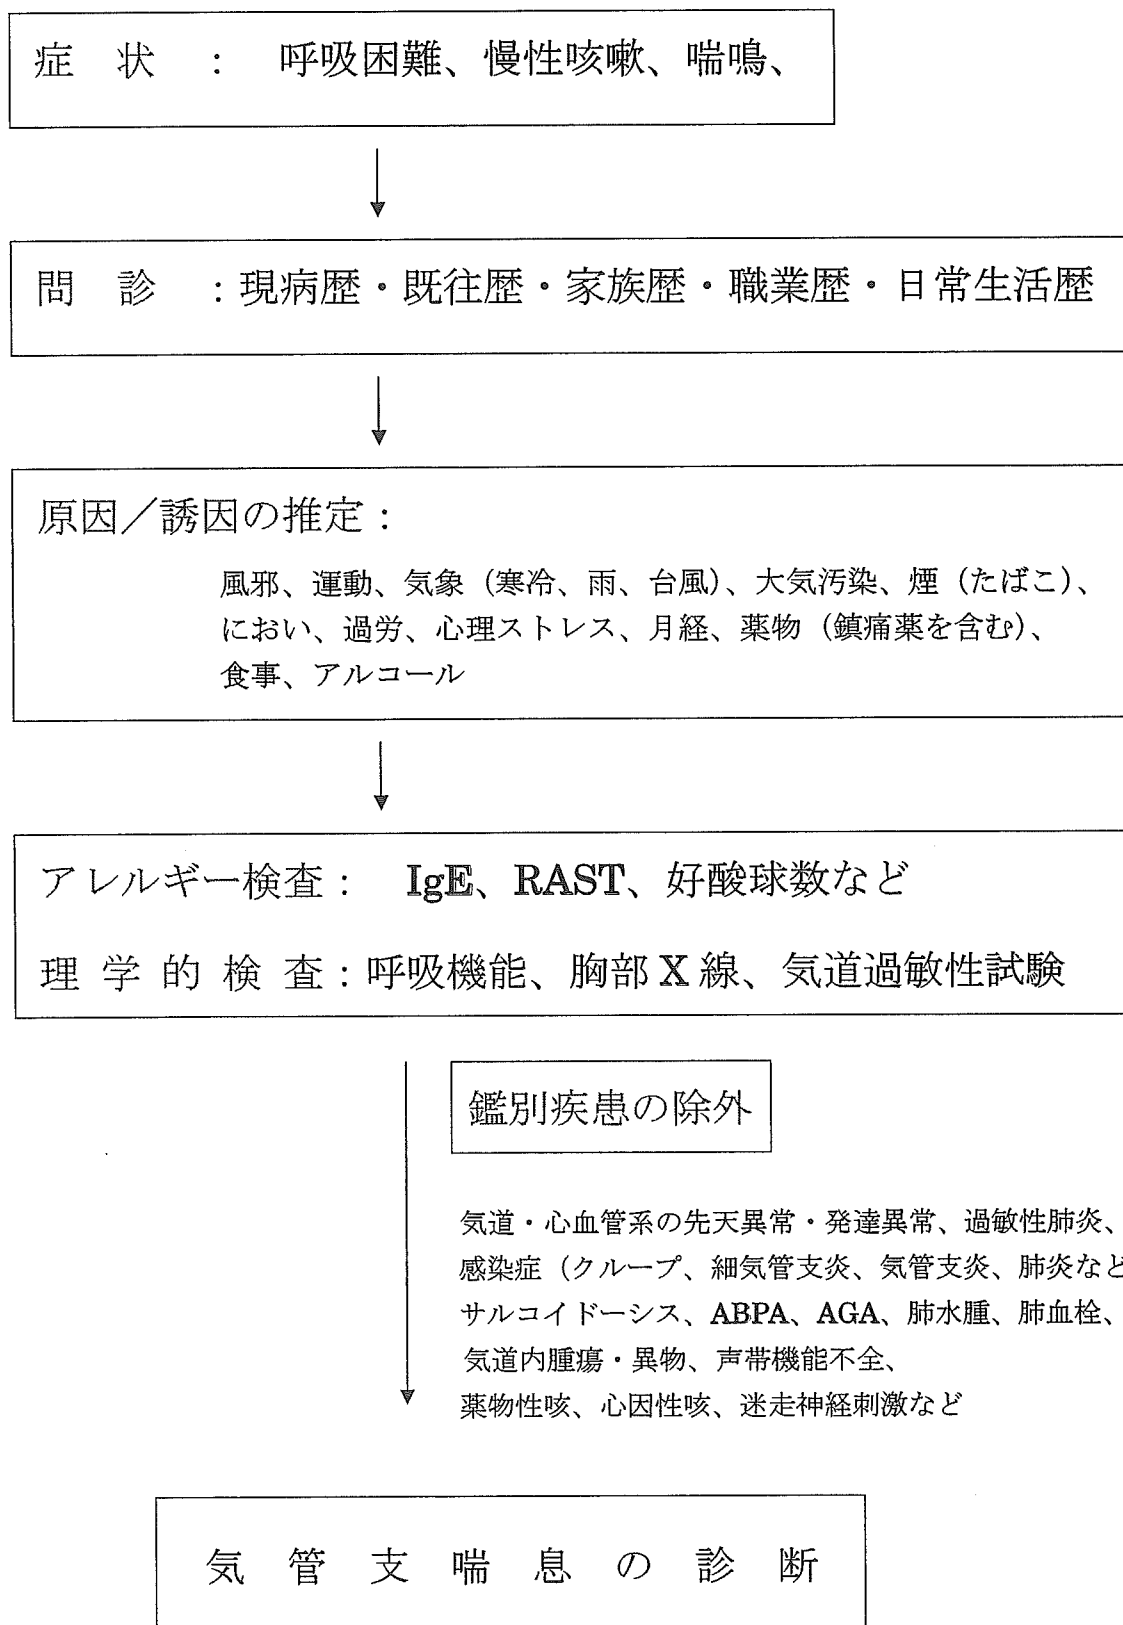 症 状 : 呼吸困難、慢性咳嗽、喘鳴、
問 診 :現病歴・既往歴・家族歴・職業歴・日常生活歴
原因／誘因の推定:
風邪、運動、気象（寒冷、雨、台風）、大気汚染、煙（たばこ）、
におい、過労、心理ストレス、月経、薬物（鎮痛薬を含む）、
食事、アルコール
アレルギー検査: IgE、RAST、好酸球数など
理 学 的 検 査:呼吸機能、胸部 X 線、気道過敏性試験
鑑別疾患の除外
気道・心血管系の先天異常・発達異常、過敏性肺炎、
感染症（クループ、細気管支炎、気管支炎、肺炎など
サルコイドーシス、ABPA、AGA、肺水腫、肺血栓、
気道内腫瘍・異物、声帯機能不全、
薬物性咳、心因性咳、迷走神経刺激など
気 管 支 喘 息 の 診 断